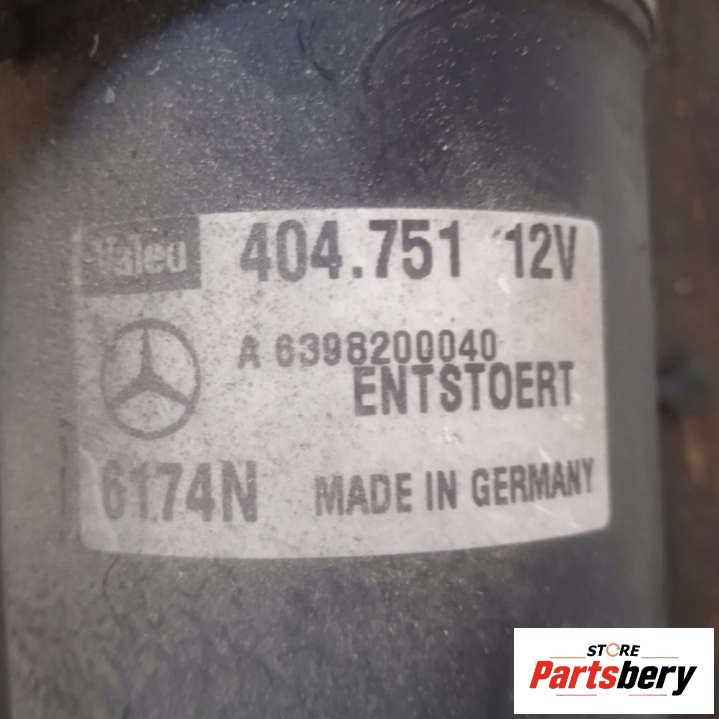 Valeo 404.751 12V
A 6398200040
ENTSTOERT
6174N MADE IN GERMANY
STORE
Partsbery